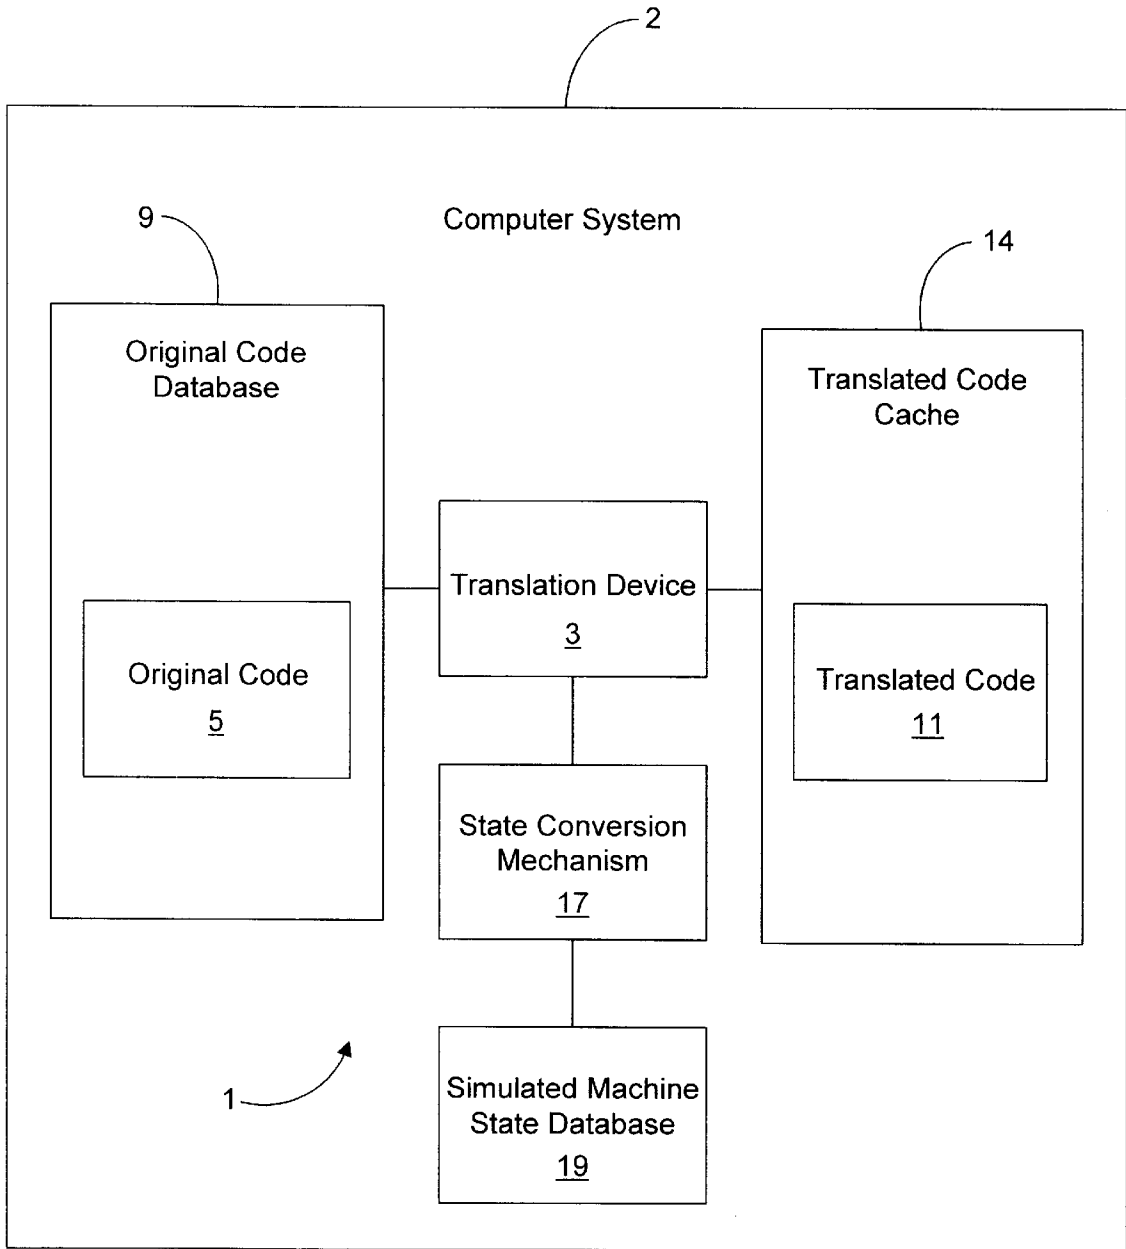 2
Computer System
9
14
Original Code
Database
Translated Code
Cache
Translation Device
3
Original Code
5
Translated Code
11
State Conversion
Mechanism
17
1
Simulated Machine
State Database
19